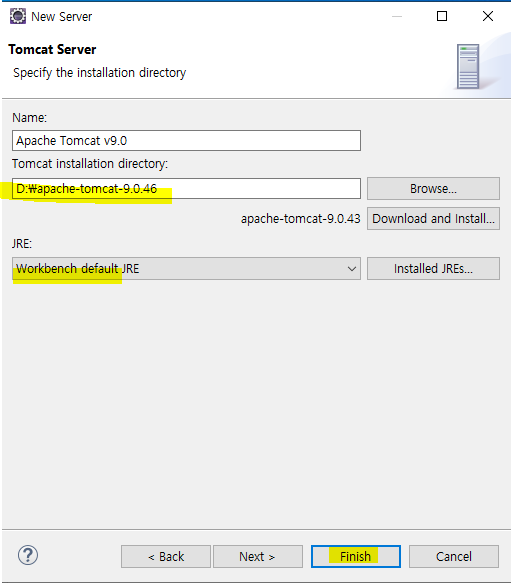 New Server
Tomcat Server
Specify the installation directory
Name:
Apache Tomcat v9.0
Tomcat installation directory:
D:₩apache-tomcat-9.0.46
Browse...
apache-tomcat-9.0.43
Download and Install...
JRE:
Workbench default JRE
Installed JREs...
?
< Back
Next >
Finish
Cancel